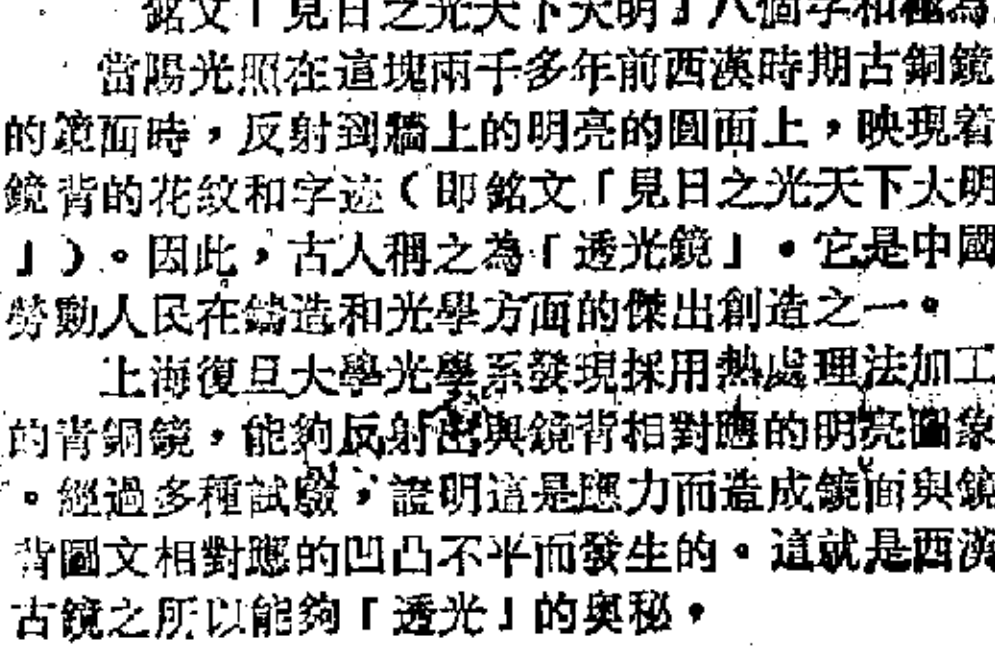 銘文「見日之光天下大明」八個字和極為
當陽光照在這塊兩千多年前西漢時期古銅鏡
的鏡面時,反射到牆上的明亮的圓面上,映現着
鏡背的花紋和字迹(即銘文「見日之光天下大明
」)。因此,古人稱之為「透光鏡」。它是中國
勞動人民在鑄造和光學方面的傑出創造之一。
上海復旦大學光學系發現採用熱處理法加工
的青銅鏡,能夠反射出與鏡背相對應的明亮圖象
。經過多種試驗,證明這是應力而造成鏡面與鏡
背圖文相對應的凹凸不平而發生的。這就是西漢
古鏡之所以能夠「透光」的奧秘。